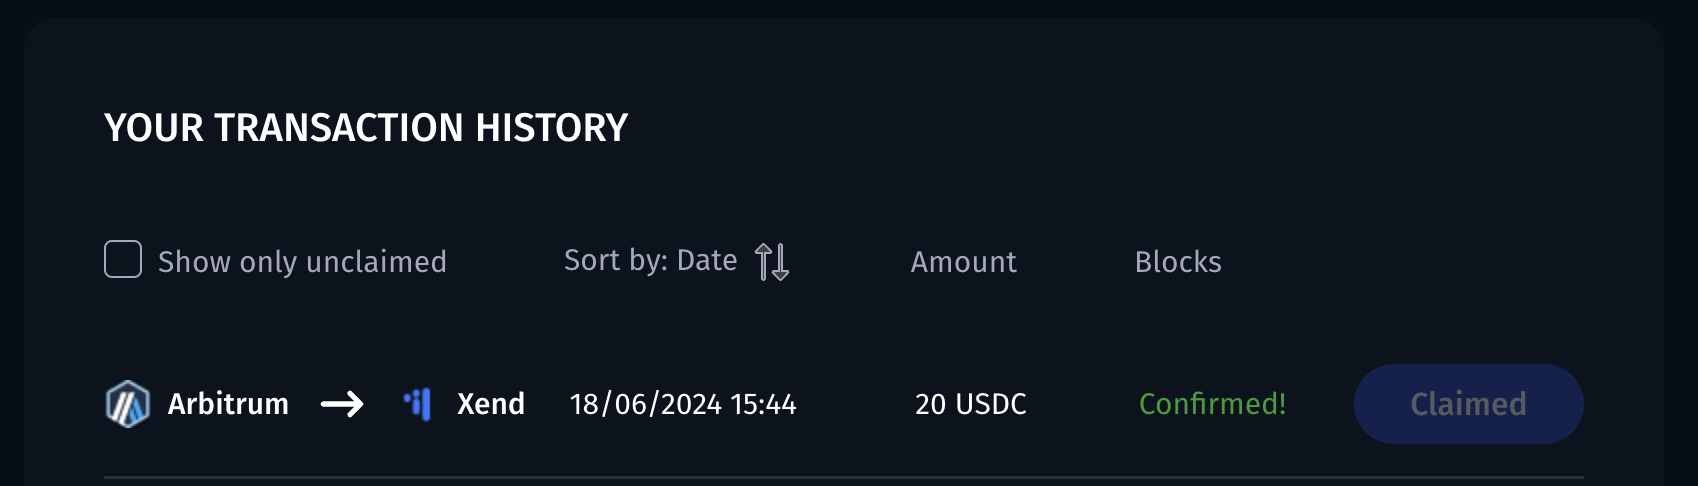 YOUR TRANSACTION HISTORY
Show only unclaimed Sort by: Date Amount Blocks
Arbitrum Xend 18/06/2024 15:44 20 USDC Confirmed! Claimed